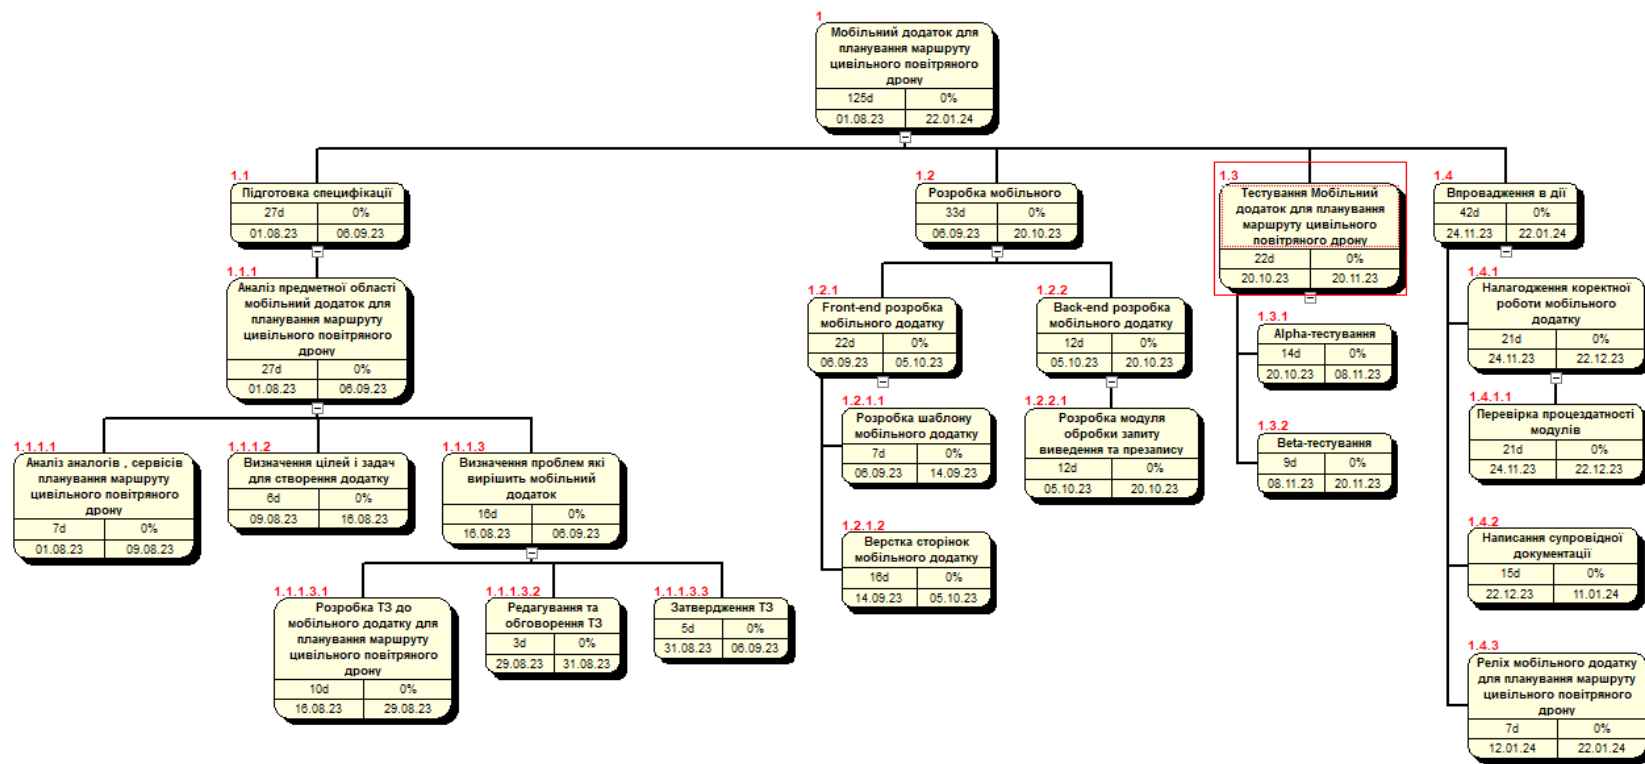 1
Мобільний додаток для
планування маршруту
цивільного повітряного
дрону
125d 0%
01.08.23 22.01.24
1.1
Підготовка специфікації
27d 0%
01.08.23 06.09.23
1.2
Розробка мобільного
33d 0%
06.09.23 20.10.23
1.3
Тестування Мобільний
додаток для планування
маршруту цивільного
повітряного дрону
22d 0%
20.10.23 20.11.23
1.4
Впровадження в дії
42d 0%
24.11.23 22.01.24
1.1.1
Аналіз предметної області
мобільний додаток для
планування маршруту
цивільного повітряного
дрону
27d 0%
01.08.23 06.09.23
1.2.1
Front-end розробка
мобільного додатку
22d 0%
06.09.23 05.10.23
1.2.2
Back-end розробка
мобільного додатку
12d 0%
05.10.23 20.10.23
1.3.1
Alpha-тестування
14d 0%
20.10.23 08.11.23
1.4.1
Налагодження коректної
роботи мобільного
додатку
21d 0%
24.11.23 22.12.23
1.1.1.1
Аналіз аналогів , сервісів
планування маршруту
цивільного повітряного
дрону
7d 0%
01.08.23 09.08.23
1.1.1.2
Визначення цілей і задач
для створення додатку
6d 0%
09.08.23 16.08.23
1.1.1.3
Визначення проблем які
вирішить мобільний
додаток
16d 0%
16.08.23 06.09.23
1.2.1.1
Розробка шаблону
мобільного додатку
7d 0%
06.09.23 14.09.23
1.2.2.1
Розробка модуля
обробки запиту
виведення та презапису
12d 0%
05.10.23 20.10.23
1.3.2
Beta-тестування
9d 0%
08.11.23 20.11.23
1.4.1.1
Перевірка процездатності
модулів
21d 0%
24.11.23 22.12.23
1.2.1.2
Верстка сторінок
мобільного додатку
16d 0%
14.09.23 05.10.23
1.4.2
Написання супровідної
документації
15d 0%
22.12.23 11.01.24
1.1.1.3.1
Розробка ТЗ до
мобільного додатку для
планування маршруту
цивільного повітряного
дрону
10d 0%
16.08.23 29.08.23
1.1.1.3.2
Редагування та
обговорення ТЗ
3d 0%
29.08.23 31.08.23
1.1.1.3.3
Затвердження ТЗ
5d 0%
31.08.23 06.09.23
1.4.3
Реліх мобільного додатку
для планування маршруту
цивільного повітряного
дрону
7d 0%
12.01.24 22.01.24